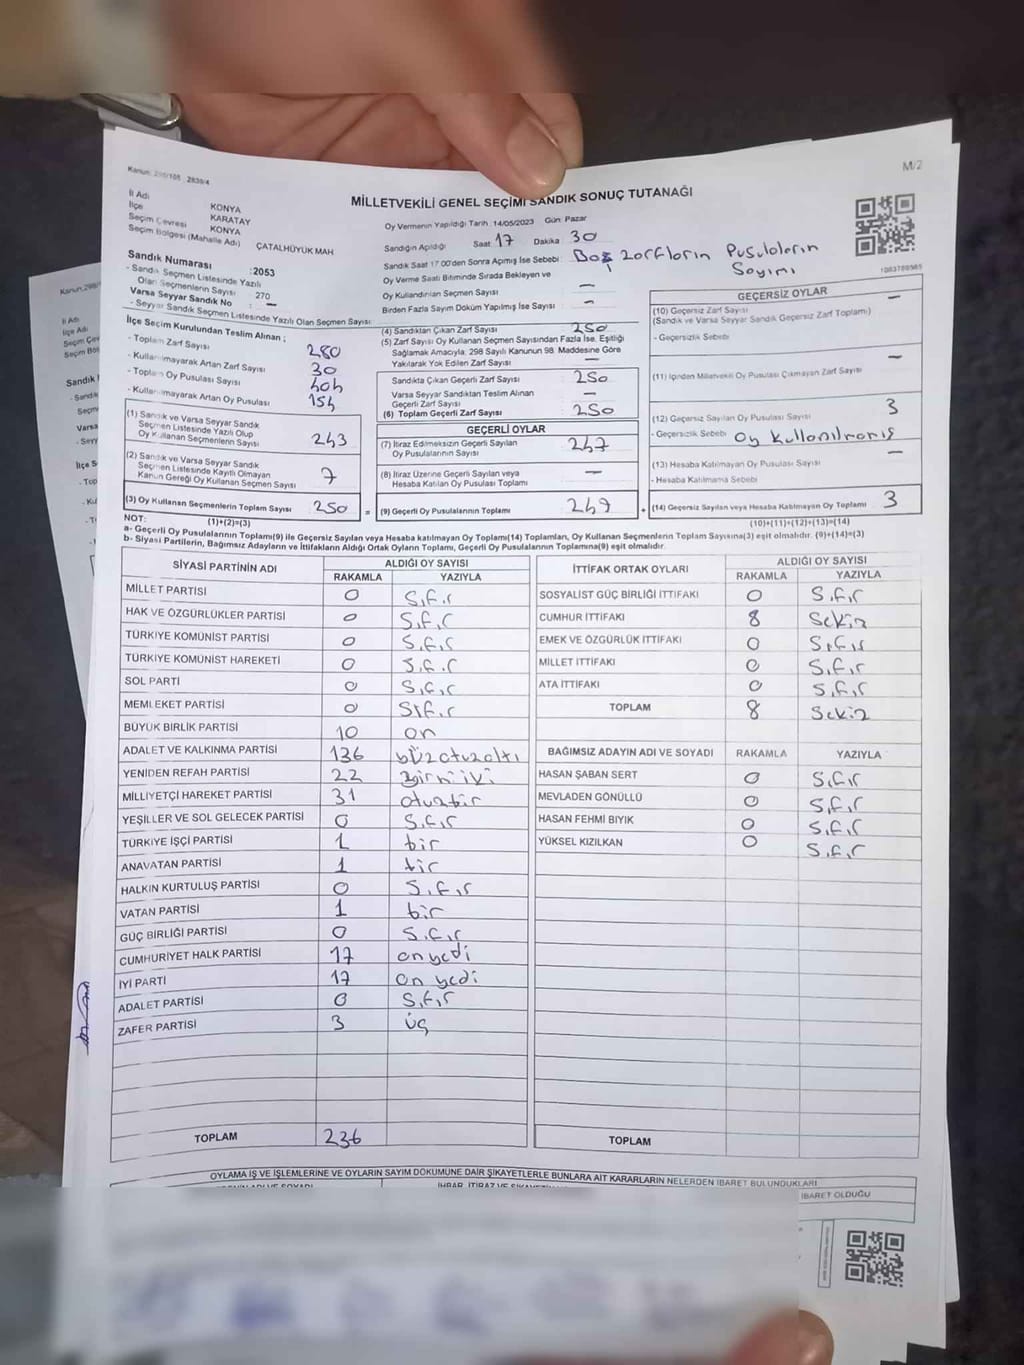 Kanun: 298/105 , 2839/4
M/2
MİLLETVEKİLİ GENEL SEÇİMİ SANDIK SONUÇ TUTANAĞI
İl Adı KONYA
İlçe KARATAY
Seçim Çevresi KONYA
Seçim Bölgesi (Mahalle Adı) ÇATALHÜYÜK MAH
Sandık Numarası :2053
- Sandık Seçmen Listesinde Yazılı
Olan Seçmenlerin Sayısı 270
Varsa Seyyar Sandık No : —
- Seyyar Sandık Seçmen Listesinde Yazılı Olan Seçmen Sayısı
İlçe Seçim Kurulundan Teslim Alınan ;
- Toplam Zarf Sayısı 280
- Kullanılmayarak Artan Zarf Sayısı 30
- Toplam Oy Pusulası Sayısı 404
- Kullanılmayarak Artan Oy Pusulası 154
(1) Sandık ve Varsa Seyyar Sandık
Seçmen Listesinde Yazılı Olup
Oy Kullanan Seçmenlerin Sayısı 243
(2) Sandık ve Varsa Seyyar Sandık
Seçmen Listesinde Kayıtlı Olmayan
Kanun Gereği Oy Kullanan Seçmen Sayısı 7
(3) Oy Kullanan Seçmenlerin Toplam Sayısı 250 =
Oy Vermenin Yapıldığı Tarih :14/05/2023 Gün: Pazar
Sandığın Açıldığı Saat 17 Dakika 30
Sandık Saat 17:00'den Sonra Açmış İse Sebebi: Boş zorfların Pusulaların
Sayımı
Oy Verme Saati Bitiminde Sırada Bekleyen ve
Oy Kullandırılan Seçmen Sayısı —
Birden Fazla Sayım Döküm Yapılmış İse Sayısı —
(4) Sandıktan Çıkan Zarf Sayısı 250
(5) Zarf Sayısı Oy Kullanan Seçmen Sayısından Fazla İse, Eşitliği
Sağlamak Amacıyla, 298 Sayılı Kanunun 98. Maddesine Göre
Yakılarak Yok Edilen Zarf Sayısı —
Sandıkta Çıkan Geçerli Zarf Sayısı 250
Varsa Seyyar Sandıktan Teslim Alınan
Geçerli Zarf Sayısı —
(6) Toplam Geçerli Zarf Sayısı 250
GEÇERLİ OYLAR
(7) İtiraz Edilmeksizin Geçerli Sayılan
Oy Pusulalarının Sayısı 247
(8) İtiraz Üzerine Geçerli Sayılan veya
Hesaba Katılan Oy Pusulası Toplamı —
(9) Geçerli Oy Pusulalarının Toplamı 247 +
1083789565
GEÇERSİZ OYLAR
(10) Geçersiz Zarf Sayısı —
(Sandık ve Varsa Seyyar Sandık Geçersiz Zarf Toplamı)
- Geçersizlik Sebebi
(11) İçinden Milletvekili Oy Pusulası Çıkmayan Zarf Sayısı —
(12) Geçersiz Sayılan Oy Pusulası Sayısı 3
- Geçersizlik Sebebi Oy Kullanılmamış
(13) Hesaba Katılmayan Oy Pusulası Sayısı —
- Hesaba Katılmama Sebebi
(14) Geçersiz Sayılan veya Hesaba Katılmayan Oy Toplamı 3
NOT: (1)+(2)=(3) (10)+(11)+(12)+(13)=(14)
a- Geçerli Oy Pusulalarının Toplamı(9) ile Geçersiz Sayılan veya Hesaba katılmayan Oy Toplamı(14) Toplamları, Oy Kullanan Seçmenlerin Toplam Sayısına(3) eşit olmalıdır. (9)+(14)=(3)
b- Siyasi Partilerin, Bağımsız Adayların ve İttifakların Aldığı Ortak Oyların Toplamı, Geçerli Oy Pusulalarının Toplamına(9) eşit olmalıdır.
SİYASİ PARTİNİN ADI ALDIĞI OY SAYISI
RAKAMLA YAZIYLA
MİLLET PARTİSİ 0 Sıfır
HAK VE ÖZGÜRLÜKLER PARTİSİ 0 Sıfır
TÜRKİYE KOMÜNİST PARTİSİ 0 Sıfır
TÜRKİYE KOMÜNİST HAREKETİ 0 Sıfır
SOL PARTİ 0 Sıfır
MEMLEKET PARTİSİ 0 Sıfır
BÜYÜK BİRLİK PARTİSİ 10 on
ADALET VE KALKINMA PARTİSİ 136 yüzotuzaltı
YENİDEN REFAH PARTİSİ 22 yirmi iki
MİLLİYETÇİ HAREKET PARTİSİ 31 otuzbir
YEŞİLLER VE SOL GELECEK PARTİSİ 0 Sıfır
TÜRKİYE İŞÇİ PARTİSİ 1 bir
ANAVATAN PARTİSİ 1 bir
HALKIN KURTULUŞ PARTİSİ 0 Sıfır
VATAN PARTİSİ 1 bir
GÜÇ BİRLİĞİ PARTİSİ 0 Sıfır
CUMHURİYET HALK PARTİSİ 17 onyedi
İYİ PARTİ 17 on yedi
ADALET PARTİSİ 0 Sıfır
ZAFER PARTİSİ 3 üç
TOPLAM 236
İTTİFAK ORTAK OYLARI ALDIĞI OY SAYISI
RAKAMLA YAZIYLA
SOSYALİST GÜÇ BİRLİĞİ İTTİFAKI 0 Sıfır
CUMHUR İTTİFAKI 8 Sekiz
EMEK VE ÖZGÜRLÜK İTTİFAKI 0 Sıfır
MİLLET İTTİFAKI 0 Sıfır
ATA İTTİFAKI 0 Sıfır
TOPLAM 8 Sekiz
BAĞIMSIZ ADAYIN ADI VE SOYADI RAKAMLA YAZIYLA
HASAN ŞABAN SERT 0 Sıfır
MEVLADEN GÖNÜLLÜ 0 Sıfır
HASAN FEHMİ BIYIK 0 Sıfır
YÜKSEL KIZILKAN 0 Sıfır
TOPLAM
OYLAMA İŞ VE İŞLEMLERİNE VE OYLARIN SAYIM DÖKÜMÜNE DAİR ŞİKAYETLERLE BUNLARA AİT KARARLARIN NELERDEN İBARET BULUNDUKLARI
İBARET OLDUĞU